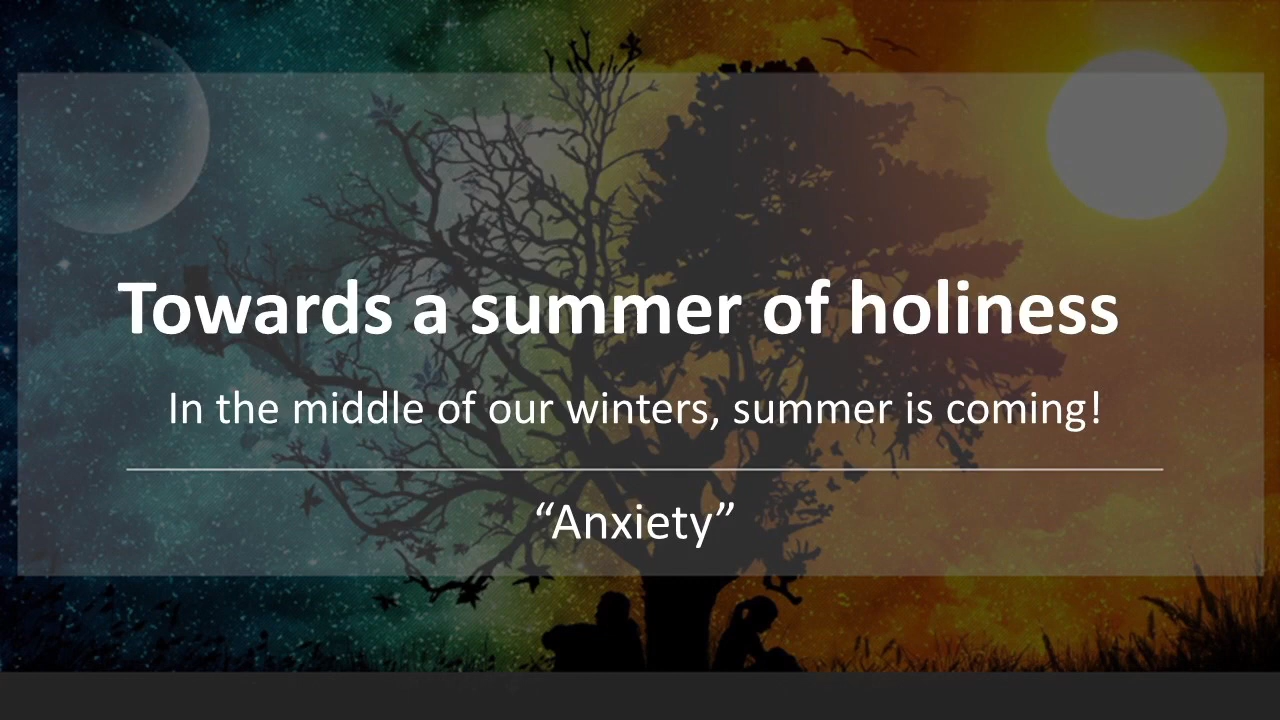 Towards a summer of holiness
In the middle of our winters, summer is coming!
“Anxiety”